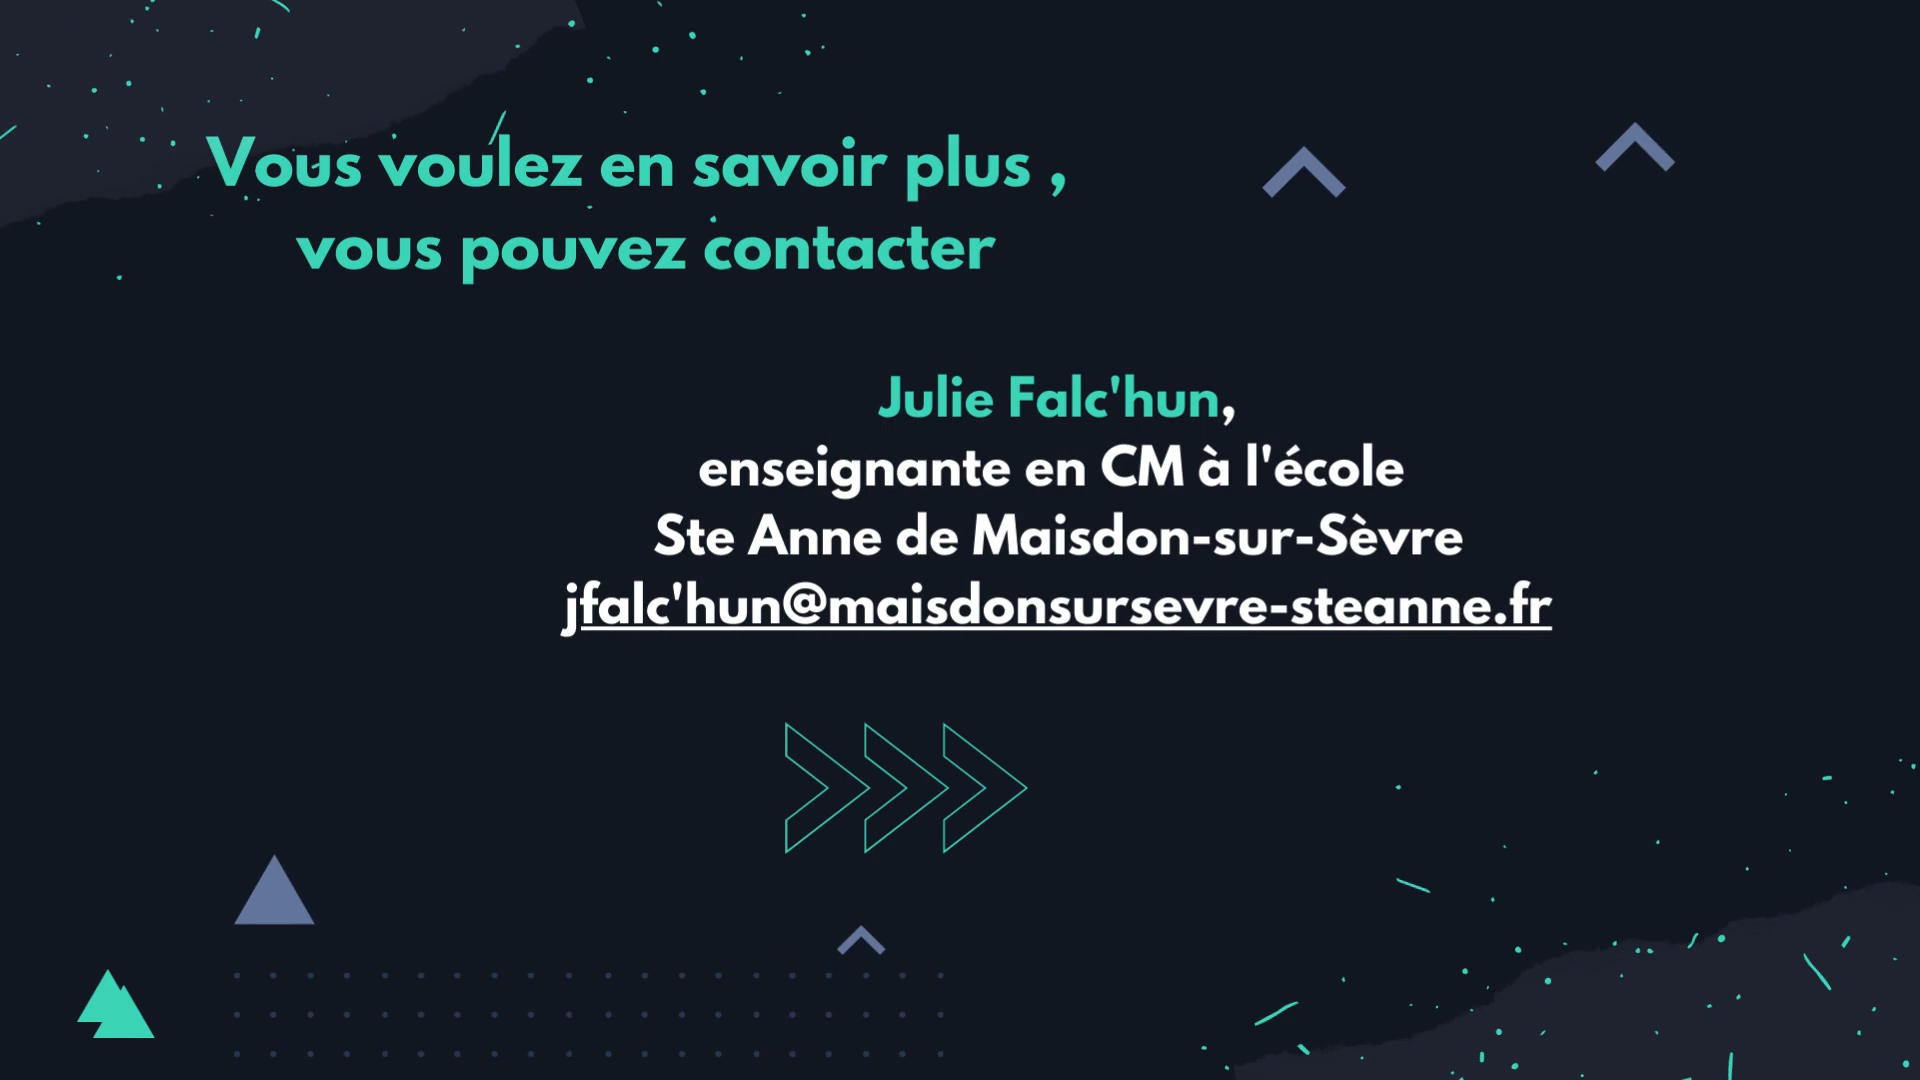 Vous voulez en savoir plus ,
vous pouvez contacter
Julie Falc'hun,
enseignante en CM à l'école
Ste Anne de Maisdon-sur-Sèvre
jfalc'hun@maisdonsursevre-steanne.fr